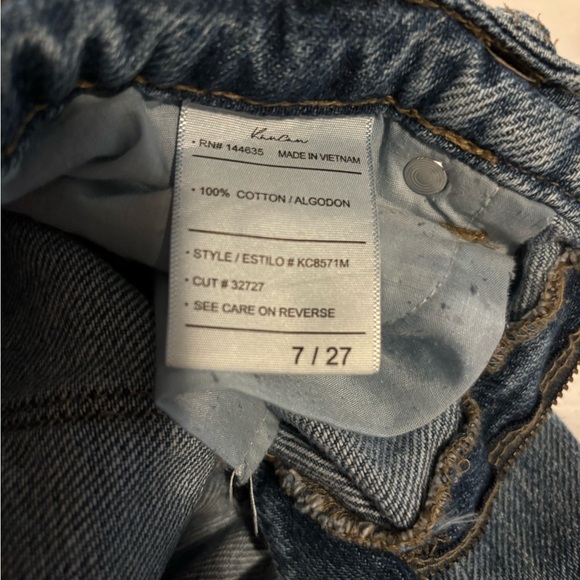 KanCan
• RN# 144635 MADE IN VIETNAM
• 100% COTTON / ALGODON
• STYLE / ESTILO # KC8571M
• CUT # 32727
• SEE CARE ON REVERSE
7 / 27